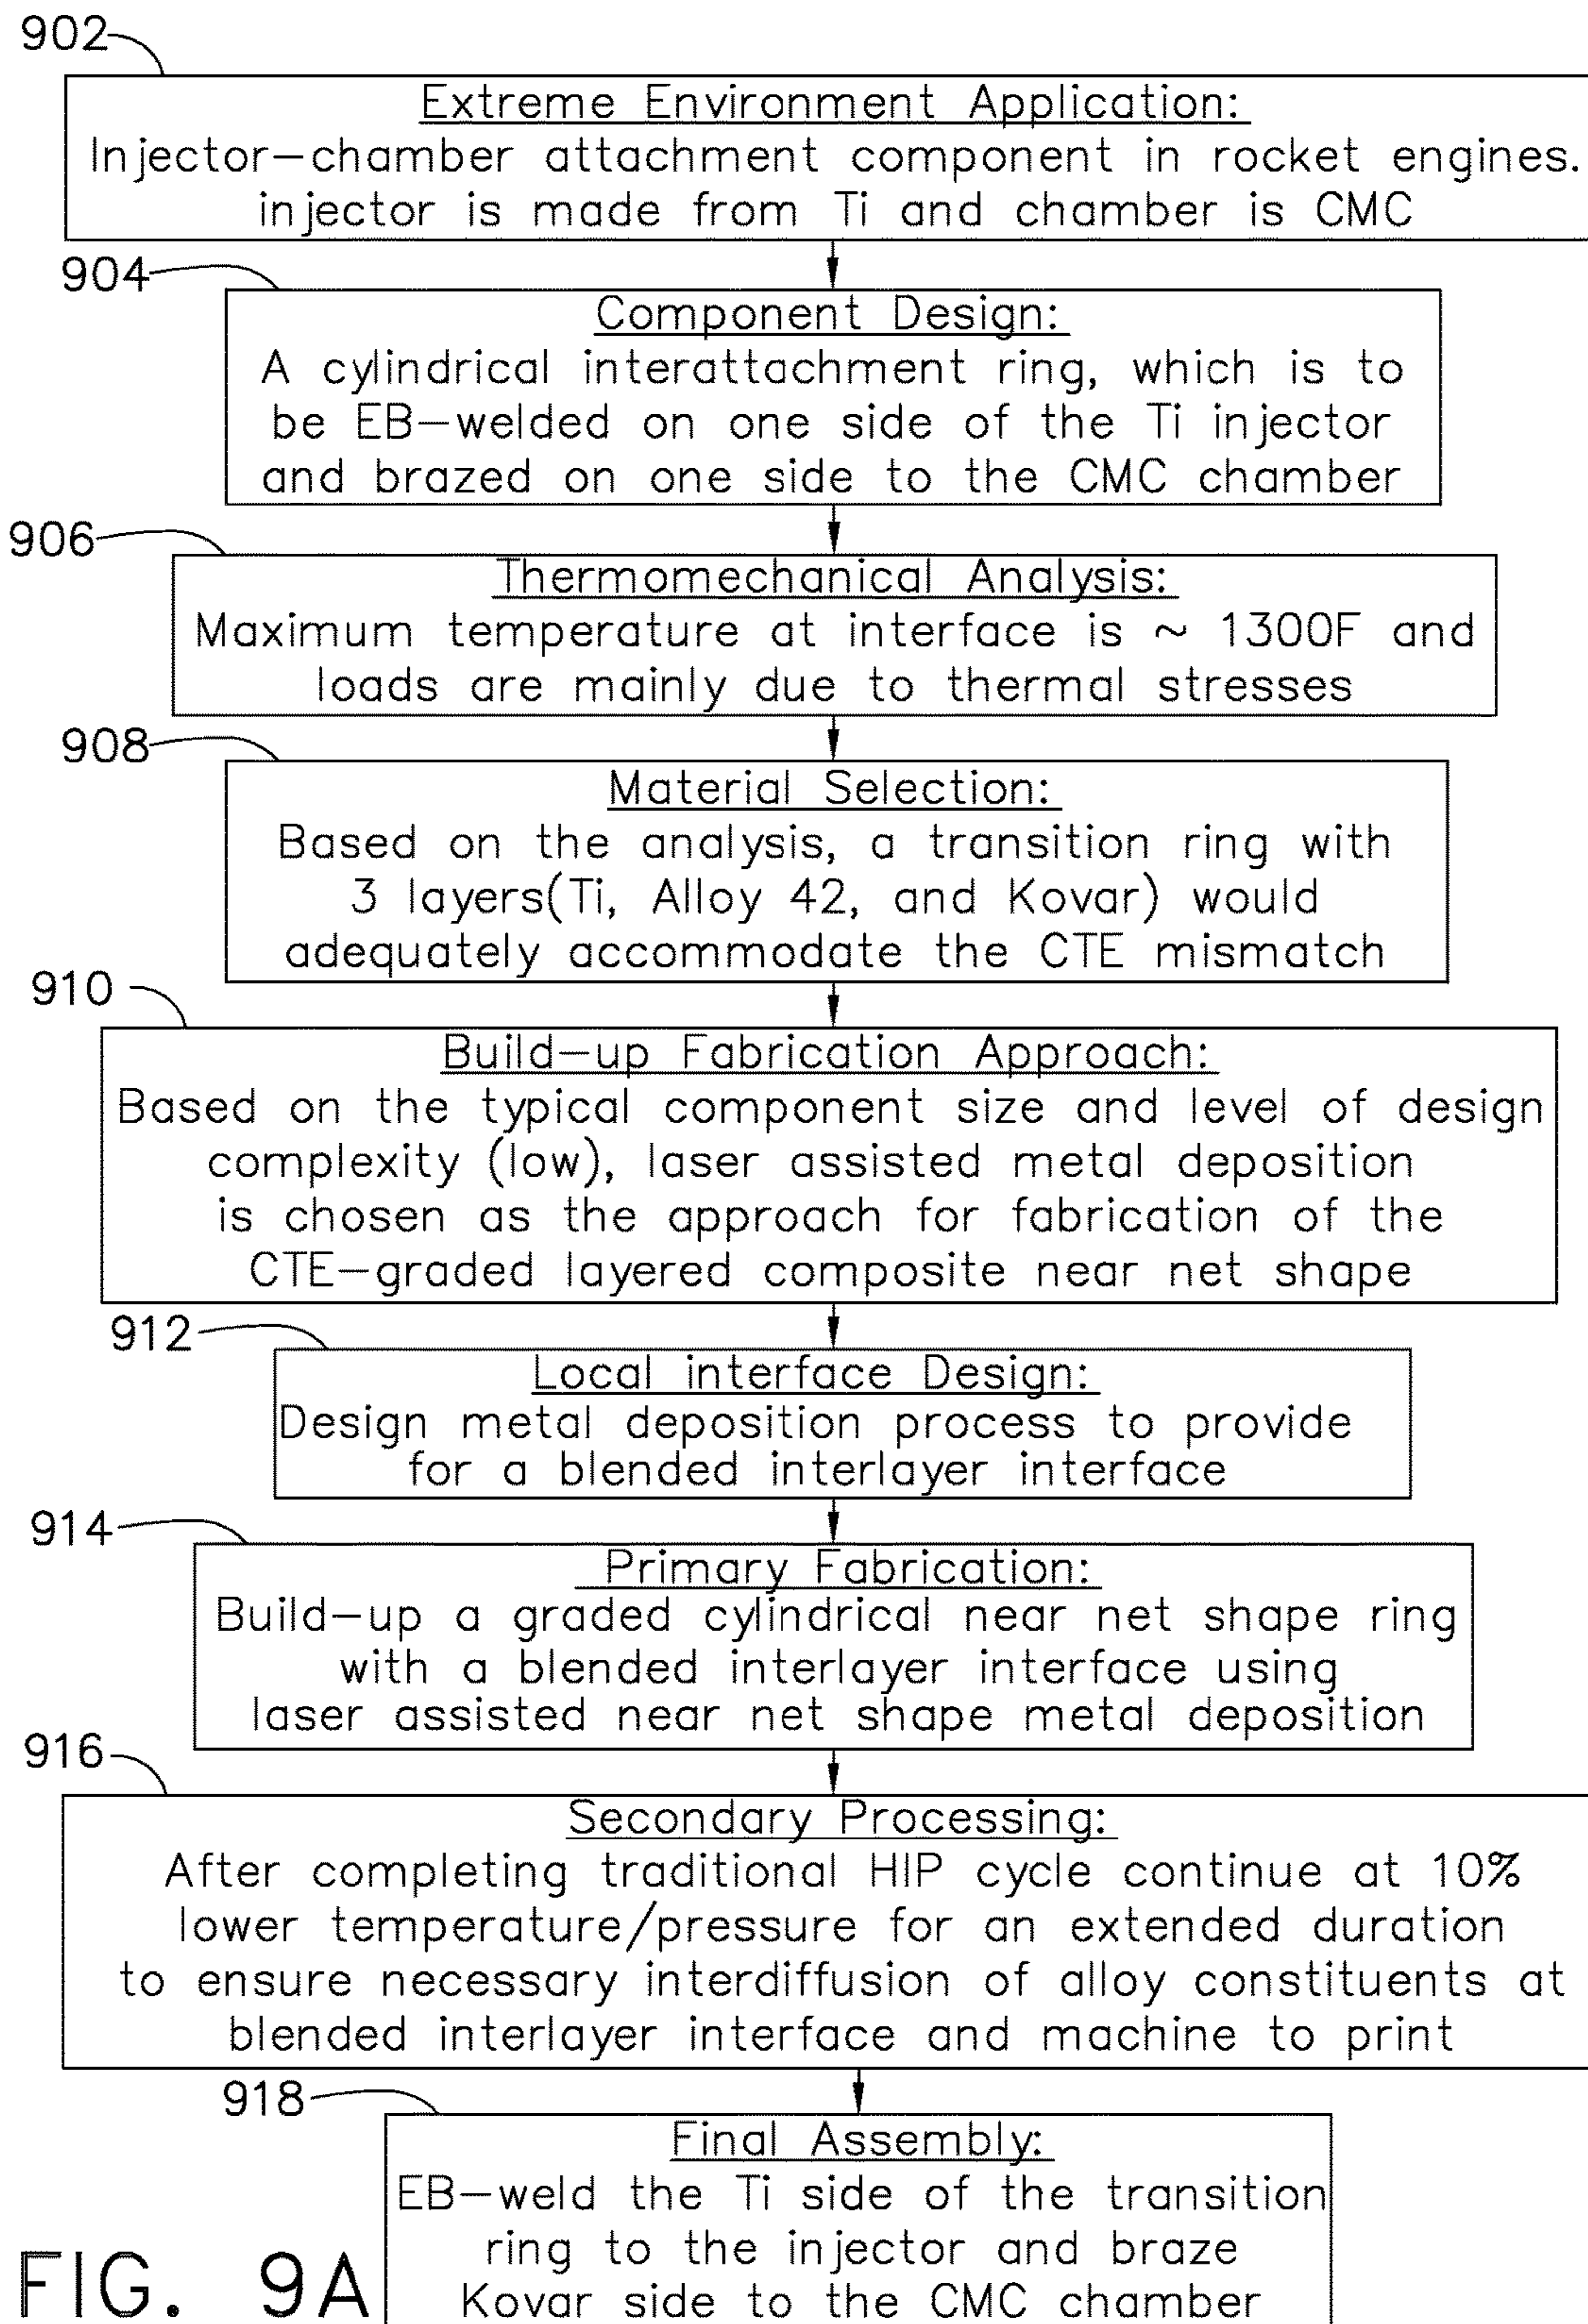 902
Extreme Environment Application:
Injector-chamber attachment component in rocket engines.
injector is made from Ti and chamber is CMC
904
Component Design:
A cylindrical interattachment ring, which is to
be EB-welded on one side of the Ti injector
and brazed on one side to the CMC chamber
906
Thermomechanical Analysis:
Maximum temperature at interface is ~ 1300F and
loads are mainly due to thermal stresses
908
Material Selection:
Based on the analysis, a transition ring with
3 layers(Ti, Alloy 42, and Kovar) would
adequately accommodate the CTE mismatch
910
Build-up Fabrication Approach:
Based on the typical component size and level of design
complexity (low), laser assisted metal deposition
is chosen as the approach for fabrication of the
CTE-graded layered composite near net shape
912
Local interface Design:
Design metal deposition process to provide
for a blended interlayer interface
914
Primary Fabrication:
Build-up a graded cylindrical near net shape ring
with a blended interlayer interface using
laser assisted near net shape metal deposition
916
Secondary Processing:
After completing traditional HIP cycle continue at 10%
lower temperature/pressure for an extended duration
to ensure necessary interdiffusion of alloy constituents at
blended interlayer interface and machine to print
918
Final Assembly:
EB-weld the Ti side of the transition
ring to the injector and braze
Kovar side to the CMC chamber
FIG. 9A